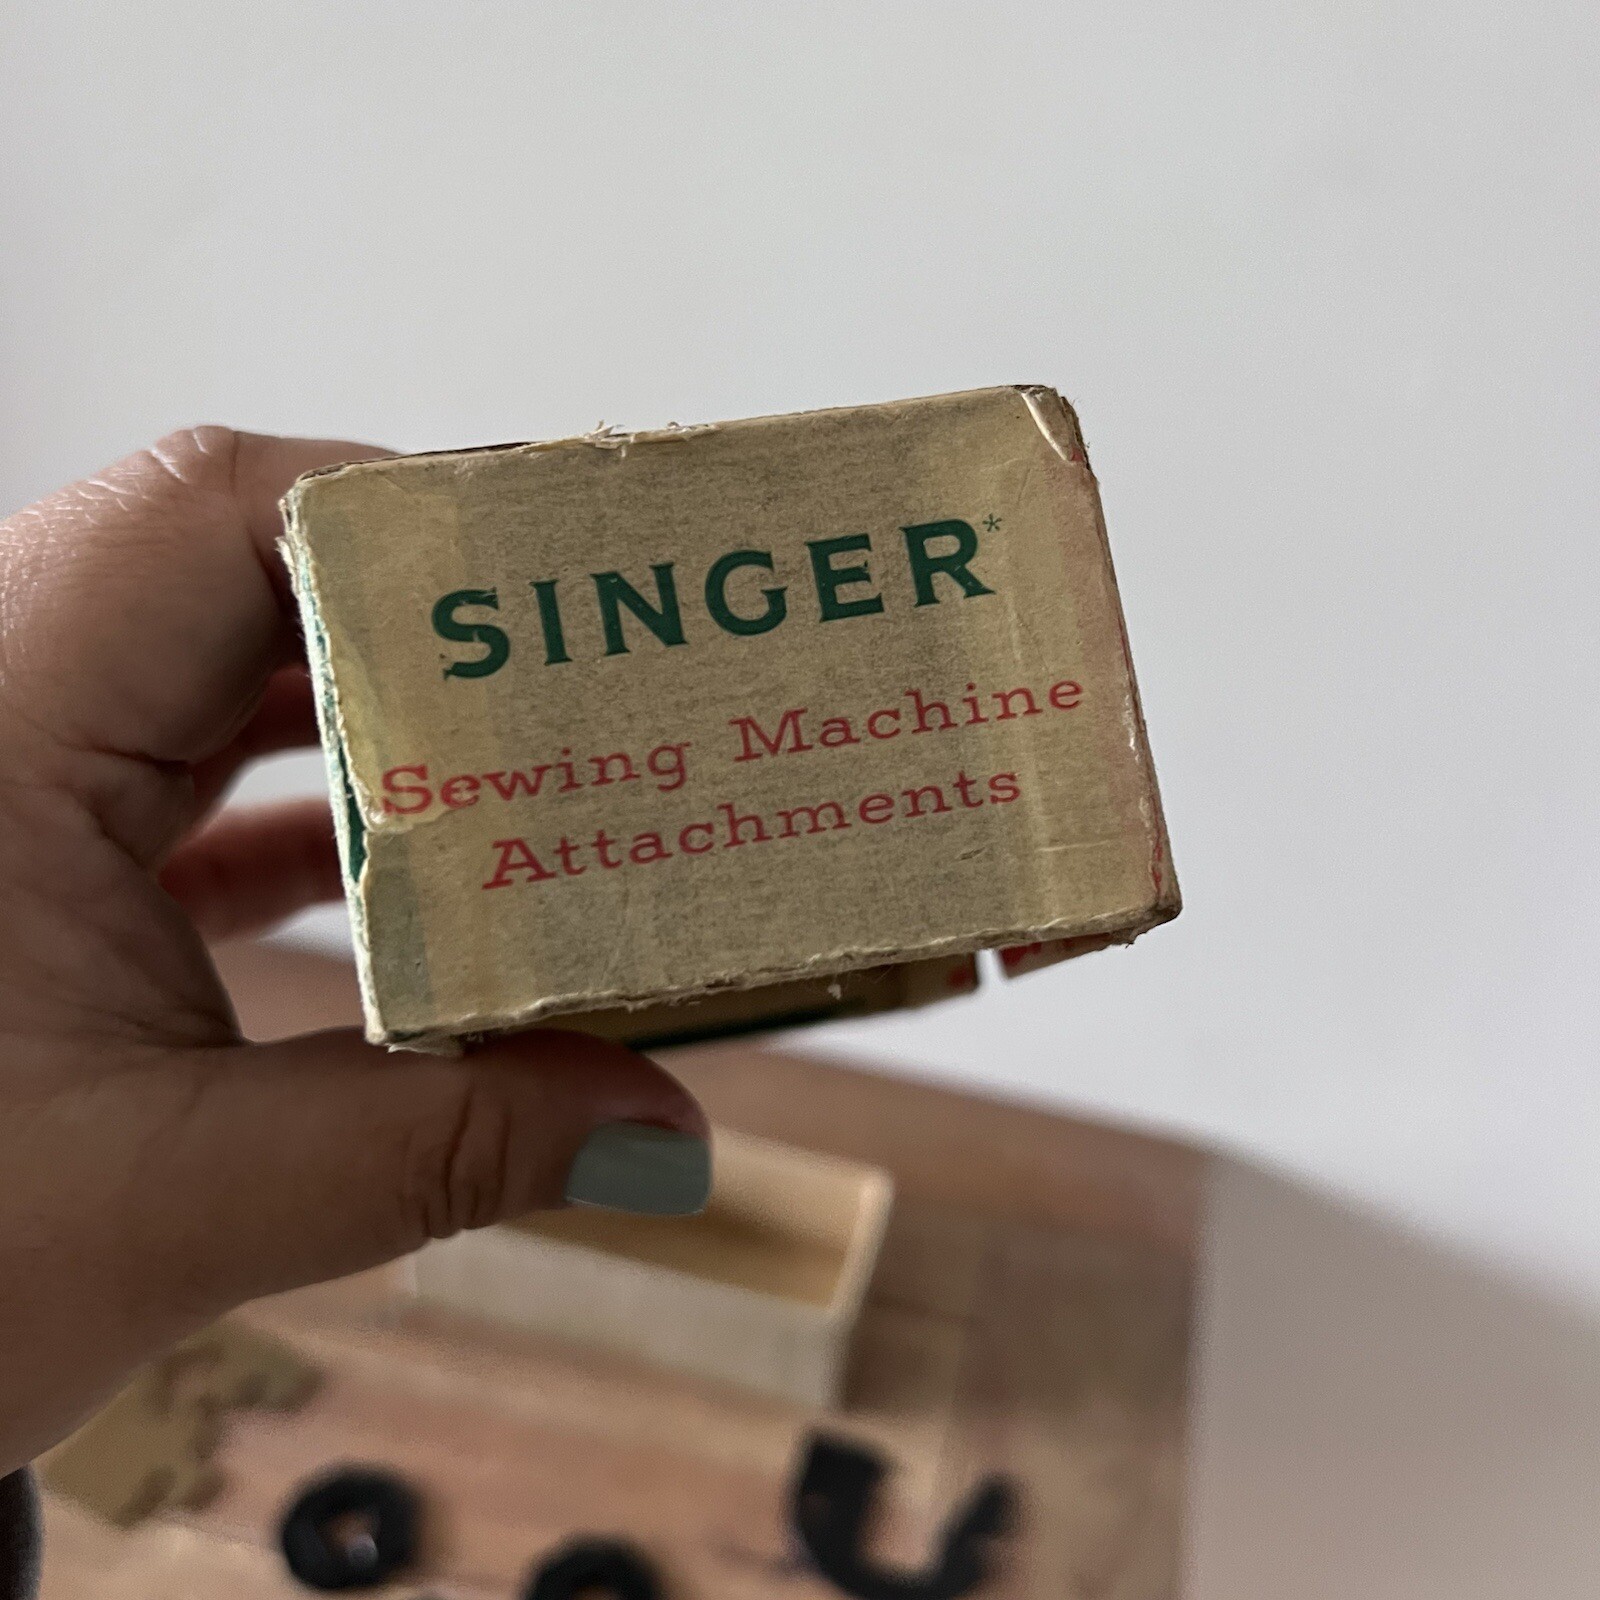 SINGER*
Sewing Machine
Attachments